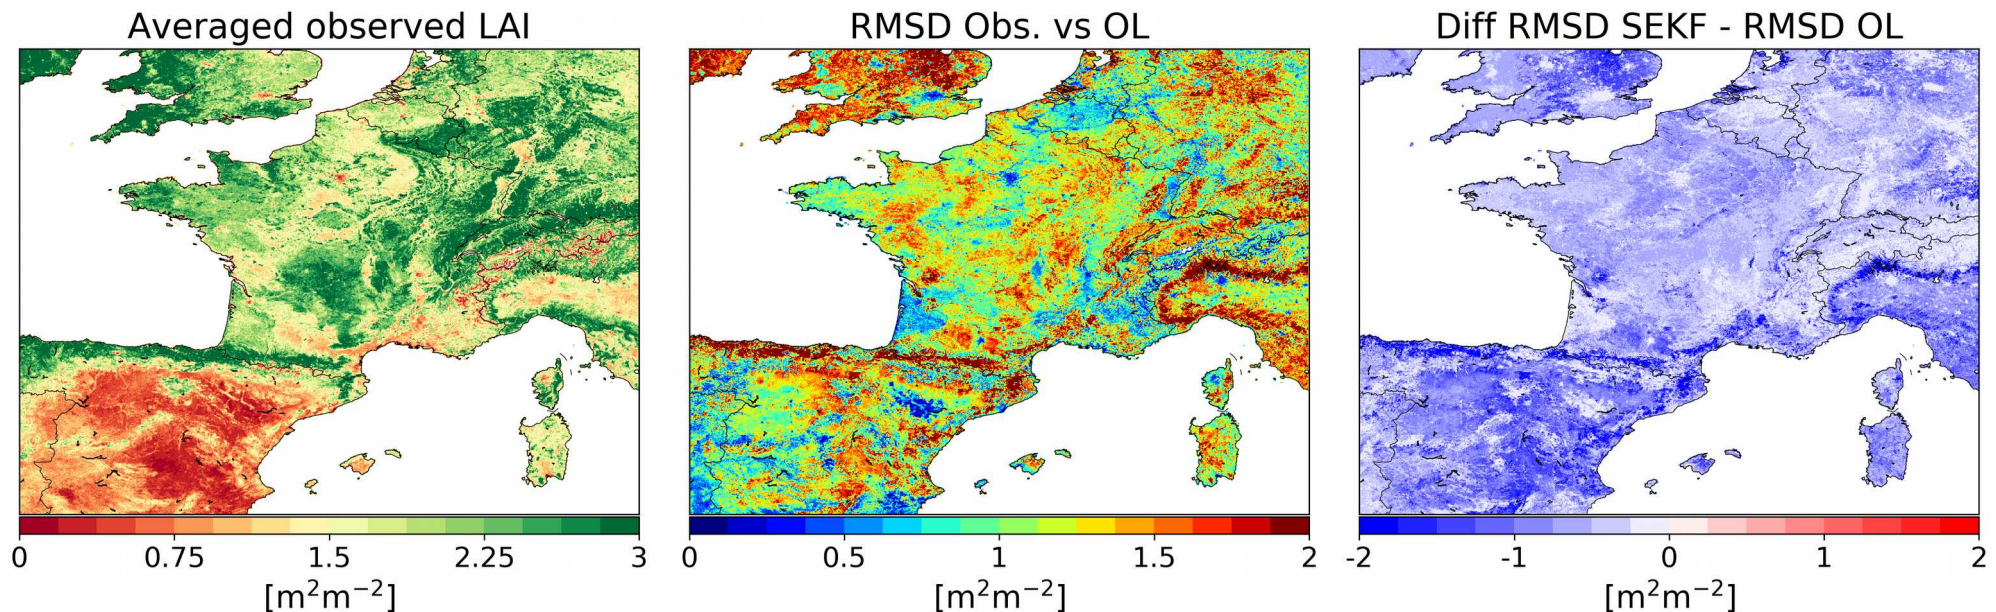 Averaged observed LAI
RMSD Obs. vs OL
Diff RMSD SEKF - RMSD OL
0 0.75 1.5 2.25 3
0 0.5 1 1.5 2
-2 -1 0 1 2
[m²m⁻²]
[m²m⁻²]
[m²m⁻²]